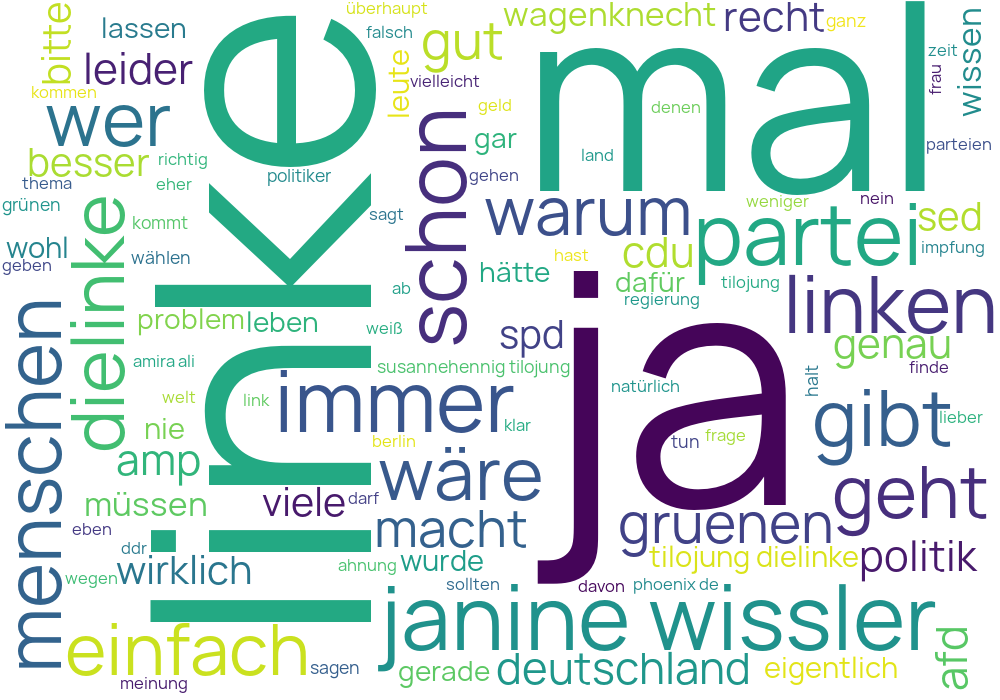 überhaupt
wagenknecht
recht
ganz
bitte
lassen
falsch
gut
mal
zeit
wissen
frau
leider
leute
vielleicht
kommen
geld
denen
wer
linke
schon
gar
land
parteien
besser
richtig
politiker
gehen
thema
eher
weniger
nein
grünen
dielinke
kommt
sagt
warum
partei
sed
wohl
wählen
hast
cdu
impfung
geben
hätte
dafür
tilojung
ab
regierung
ja
linken
menschen
problem
leben
weiß
spd
genau
amira ali
susannehennig tilojung
finde
natürlich
halt
welt
link
immer
gibt
lieber
nie
klar
berlin
tun
frage
amp
wäre
geht
müssen
viele
darf
eben
macht
gruenen
ddr
wirklich
ahnung
wurde
tilojung dielinke
politik
wegen
sollten
davon
phoenix de
janine wissler
einfach
sagen
gerade
deutschland
eigentlich
afd
meinung